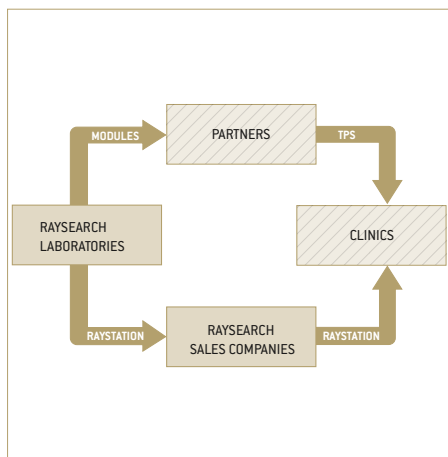 MODULES
PARTNERS
TPS
RAYSEARCH
LABORATORIES
CLINICS
RAYSTATION
RAYSEARCH
SALES COMPANIES
RAYSTATION